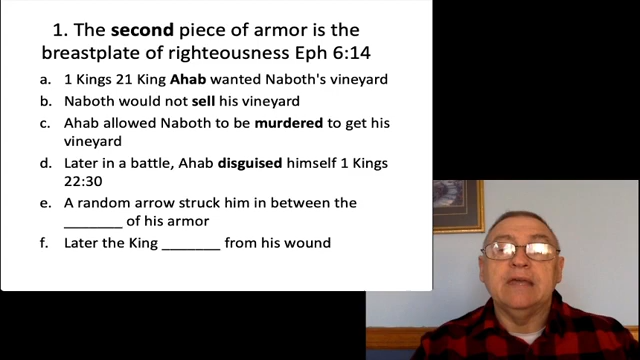 1. The second piece of armor is the
breastplate of righteousness Eph 6:14
a. 1 Kings 21 King Ahab wanted Naboth's vineyard
b. Naboth would not sell his vineyard
c. Ahab allowed Naboth to be murdered to get his
vineyard
d. Later in a battle, Ahab disguised himself 1 Kings
22:30
e. A random arrow struck him in between the
_______ of his armor
f. Later the King _______ from his wound